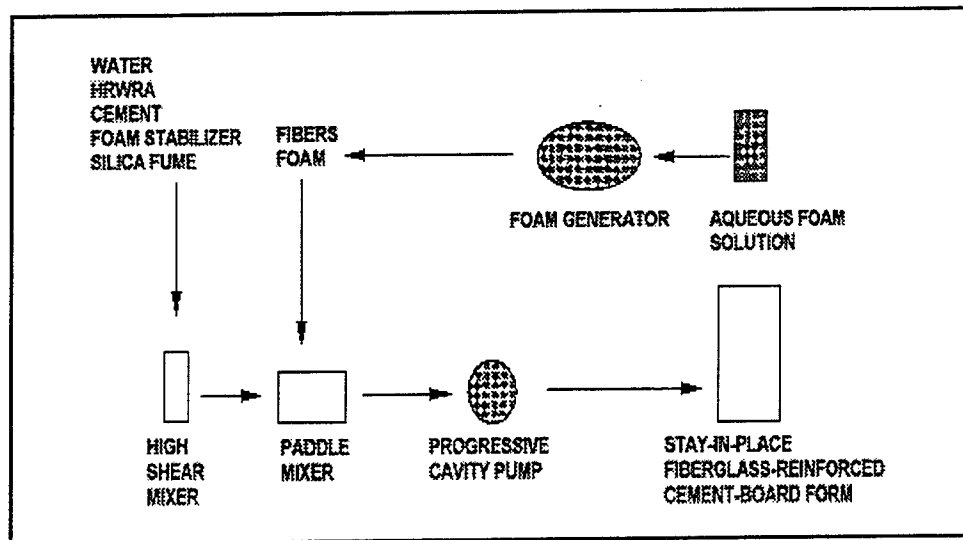 WATER
HRWRA
CEMENT
FOAM STABILIZER
SILICA FUME
FIBERS
FOAM
FOAM GENERATOR
AQUEOUS FOAM
SOLUTION
HIGH
SHEAR
MIXER
PADDLE
MIXER
PROGRESSIVE
CAVITY PUMP
STAY-IN-PLACE
FIBERGLASS-REINFORCED
CEMENT-BOARD FORM